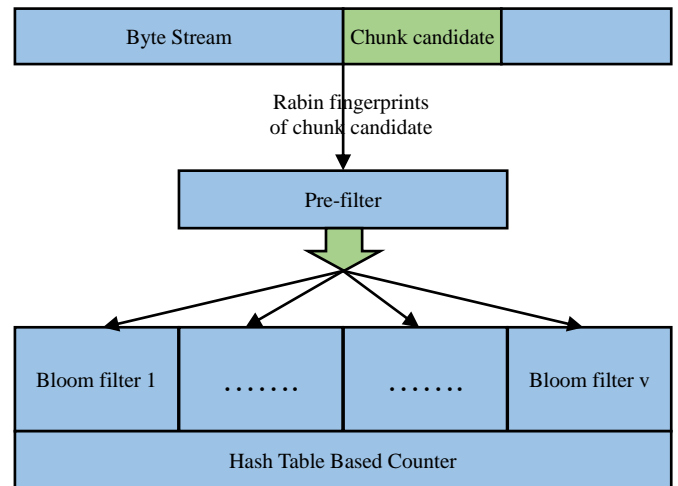 Byte Stream
Chunk candidate
Rabin fingerprints
of chunk candidate
Pre-filter
Bloom filter 1
.......
.......
Bloom filter v
Hash Table Based Counter